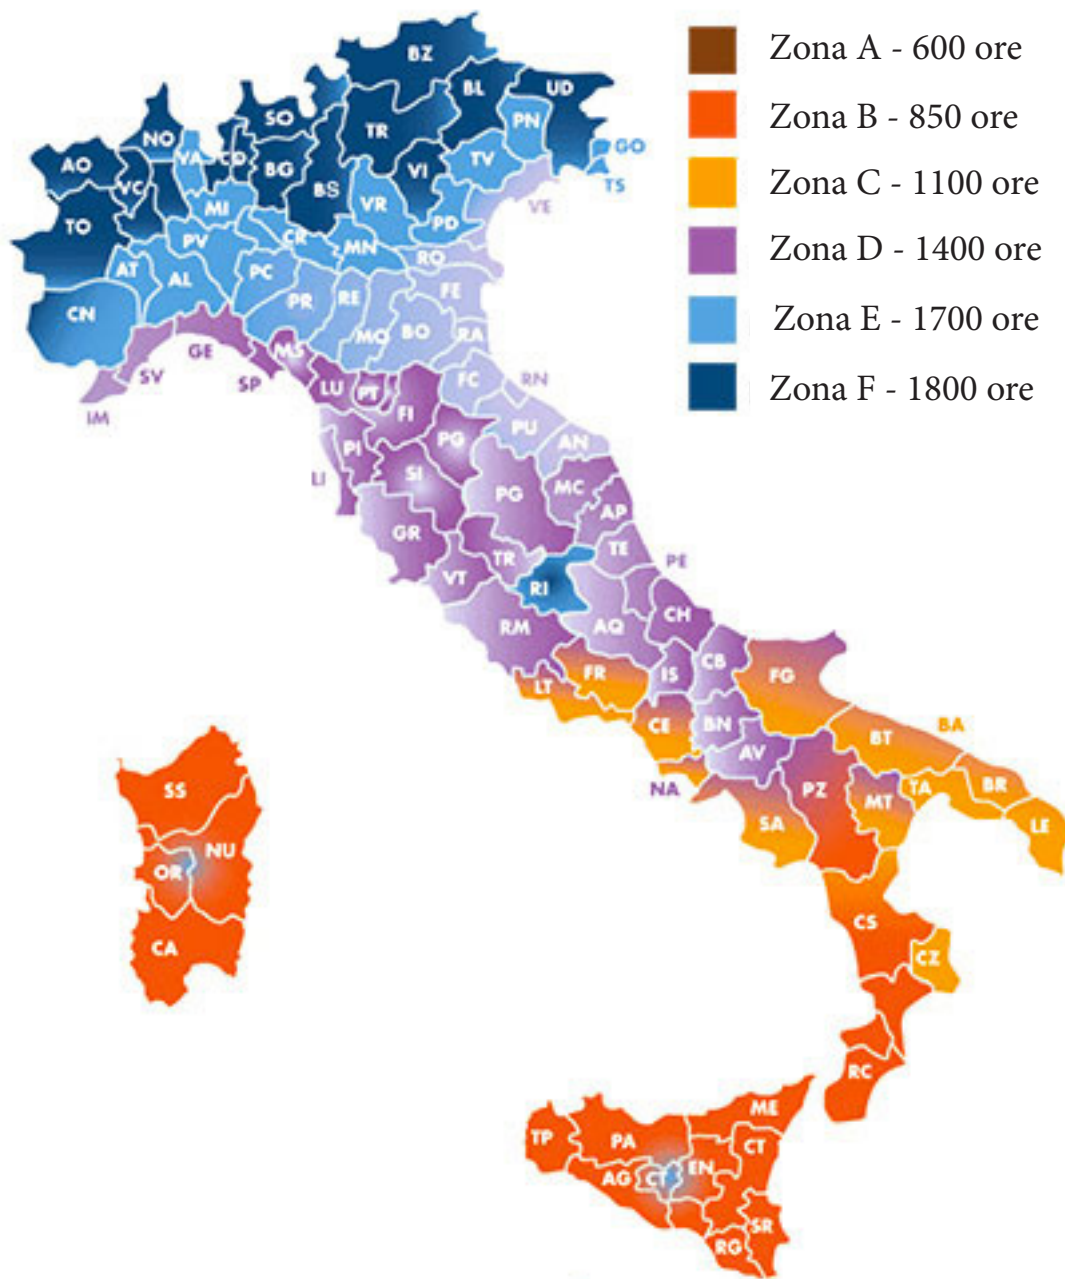 Zona A - 600 ore
Zona B - 850 ore
Zona C - 1100 ore
Zona D - 1400 ore
Zona E - 1700 ore
Zona F - 1800 ore
BZ
BL
UD
SO
TR
PN
NO
VA
CO
BG
BS
VI
TV
GO
TS
AO
VC
MI
VR
PD
VE
TO
PV
CR
MN
RO
AT
AL
PC
PR
RE
FE
CN
MO
BO
RA
GE
MS
SV
SP
LU
PT
FC
RN
IM
FI
PU
AN
PI
PG
LI
SI
PG
MC
AP
GR
TR
TE
PE
VT
RI
RM
AQ
CH
FR
IS
CB
FG
LT
CE
BN
BT
BA
NA
AV
PZ
MT
TA
BR
SA
LE
SS
NU
OR
CA
CS
CZ
RC
ME
TP
PA
CT
AG
CT
EN
SR
RG